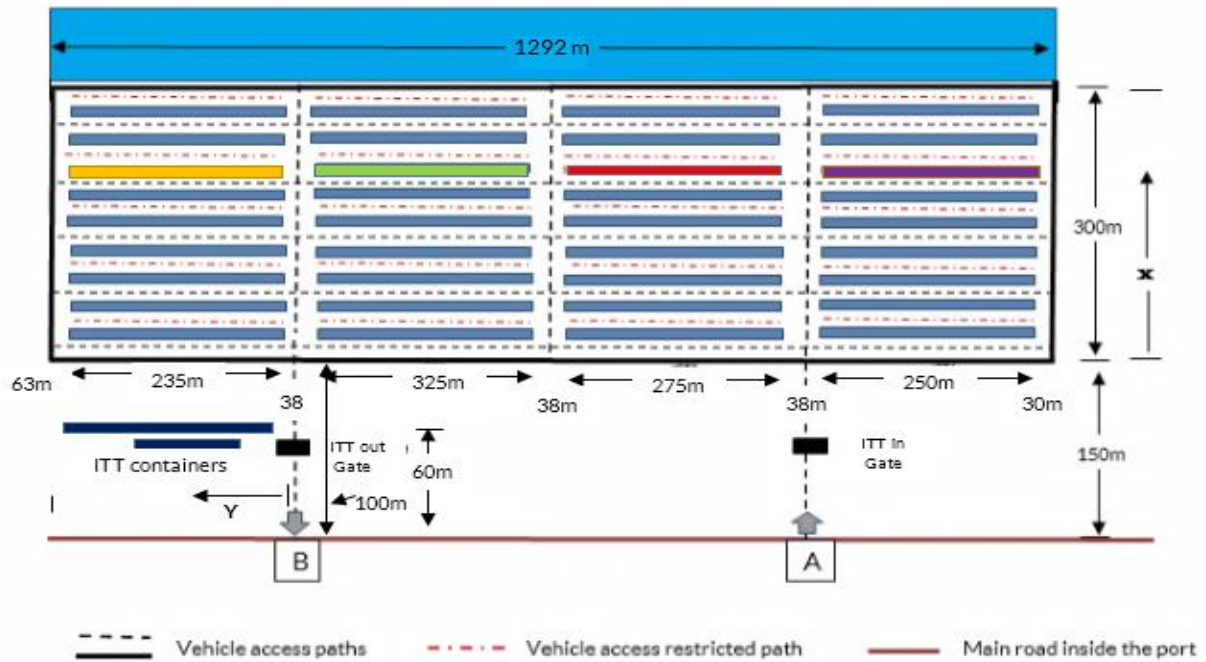 1292 m
300m
X
63m
235m
325m
275m
250m
38
38m
38m
30m
ITT containers
ITT out
Gate
60m
ITT in
Gate
150m
Y
100m
B
A
Vehicle access paths
Vehicle access restricted path
Main road inside the port